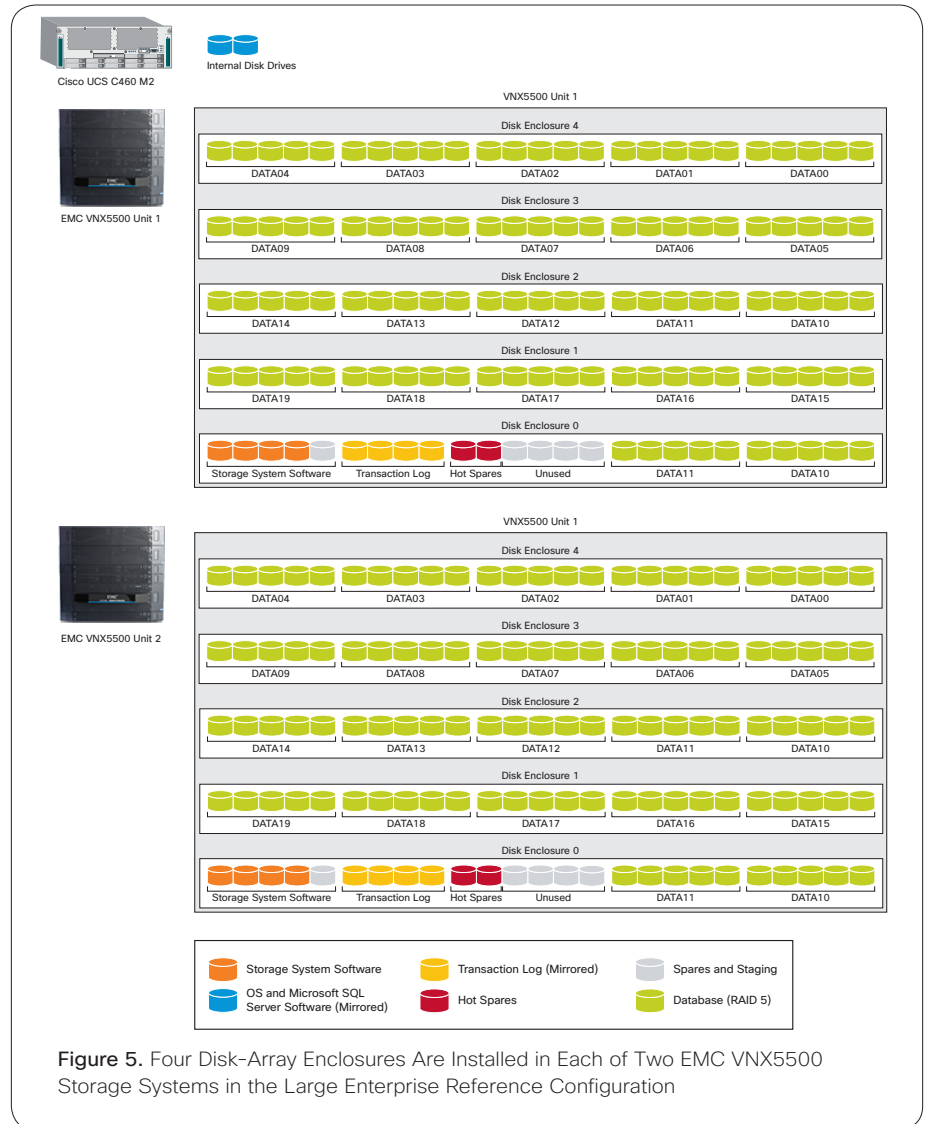 Internal Disk Drives
Cisco UCS C460 M2
VNX5500 Unit 1
Disk Enclosure 4
DATA04 DATA03 DATA02 DATA01 DATA00
EMC VNX5500 Unit 1
Disk Enclosure 3
DATA09 DATA08 DATA07 DATA06 DATA05
Disk Enclosure 2
DATA14 DATA13 DATA12 DATA11 DATA10
Disk Enclosure 1
DATA19 DATA18 DATA17 DATA16 DATA15
Disk Enclosure 0
Storage System Software Transaction Log Hot Spares Unused DATA11 DATA10
VNX5500 Unit 1
Disk Enclosure 4
DATA04 DATA03 DATA02 DATA01 DATA00
EMC VNX5500 Unit 2
Disk Enclosure 3
DATA09 DATA08 DATA07 DATA06 DATA05
Disk Enclosure 2
DATA14 DATA13 DATA12 DATA11 DATA10
Disk Enclosure 1
DATA19 DATA18 DATA17 DATA16 DATA15
Disk Enclosure 0
Storage System Software Transaction Log Hot Spares Unused DATA11 DATA10
Storage System Software Transaction Log (Mirrored) Spares and Staging
OS and Microsoft SQL
Server Software (Mirrored) Hot Spares Database (RAID 5)
Figure 5. Four Disk-Array Enclosures Are Installed in Each of Two EMC VNX5500
Storage Systems in the Large Enterprise Reference Configuration